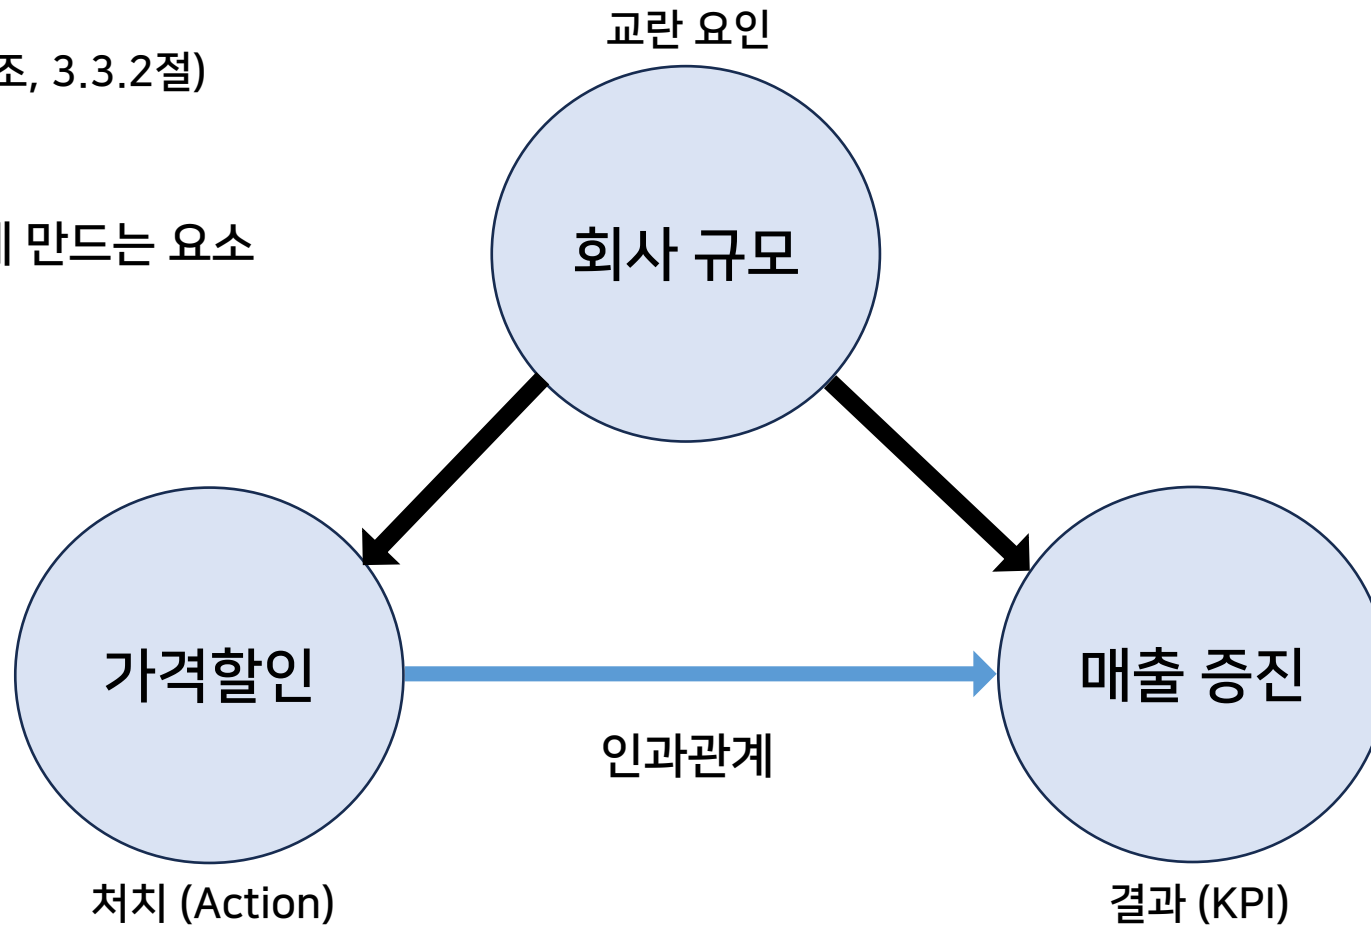 교란 요인
조, 3.3.2절)
만드는 요소
회사 규모
가격할인
매출 증진
인과관계
처치 (Action)
결과 (KPI)